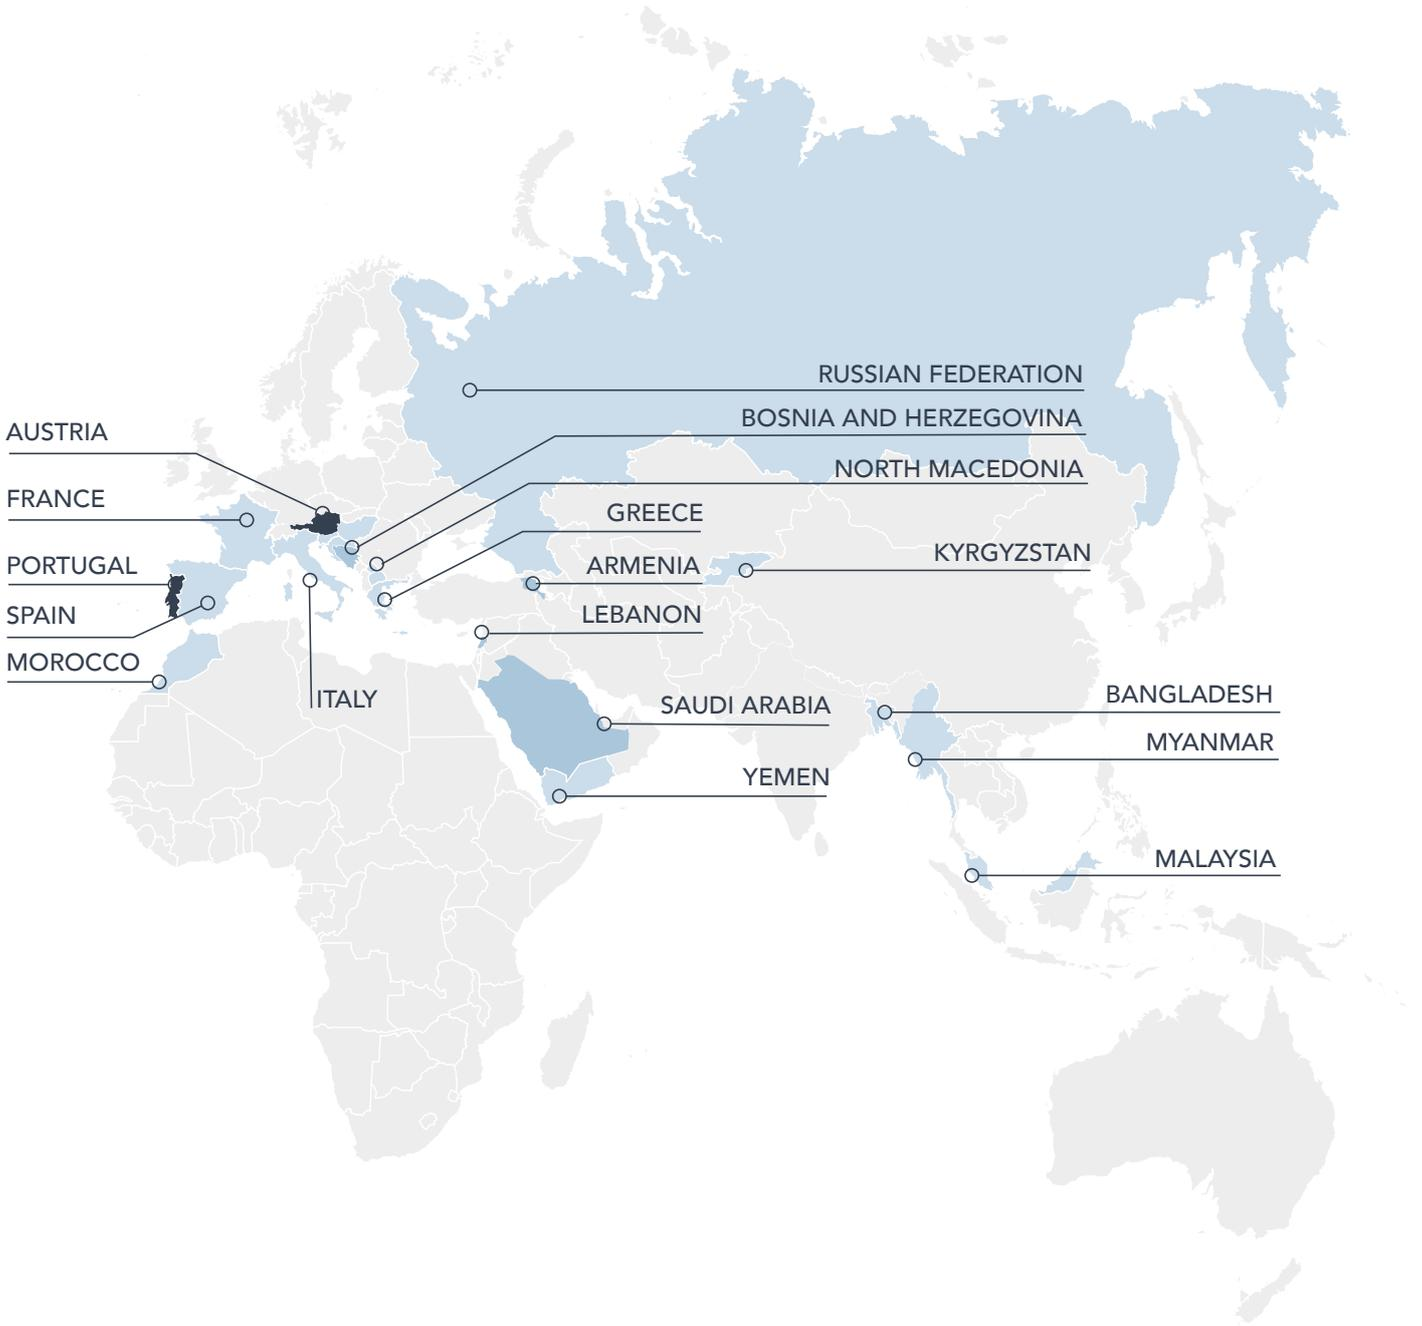 RUSSIAN FEDERATION
BOSNIA AND HERZEGOVINA
AUSTRIA
NORTH MACEDONIA
FRANCE
GREECE
KYRGYZSTAN
PORTUGAL
ARMENIA
SPAIN
LEBANON
MOROCCO
ITALY
SAUDI ARABIA
BANGLADESH
MYANMAR
YEMEN
MALAYSIA